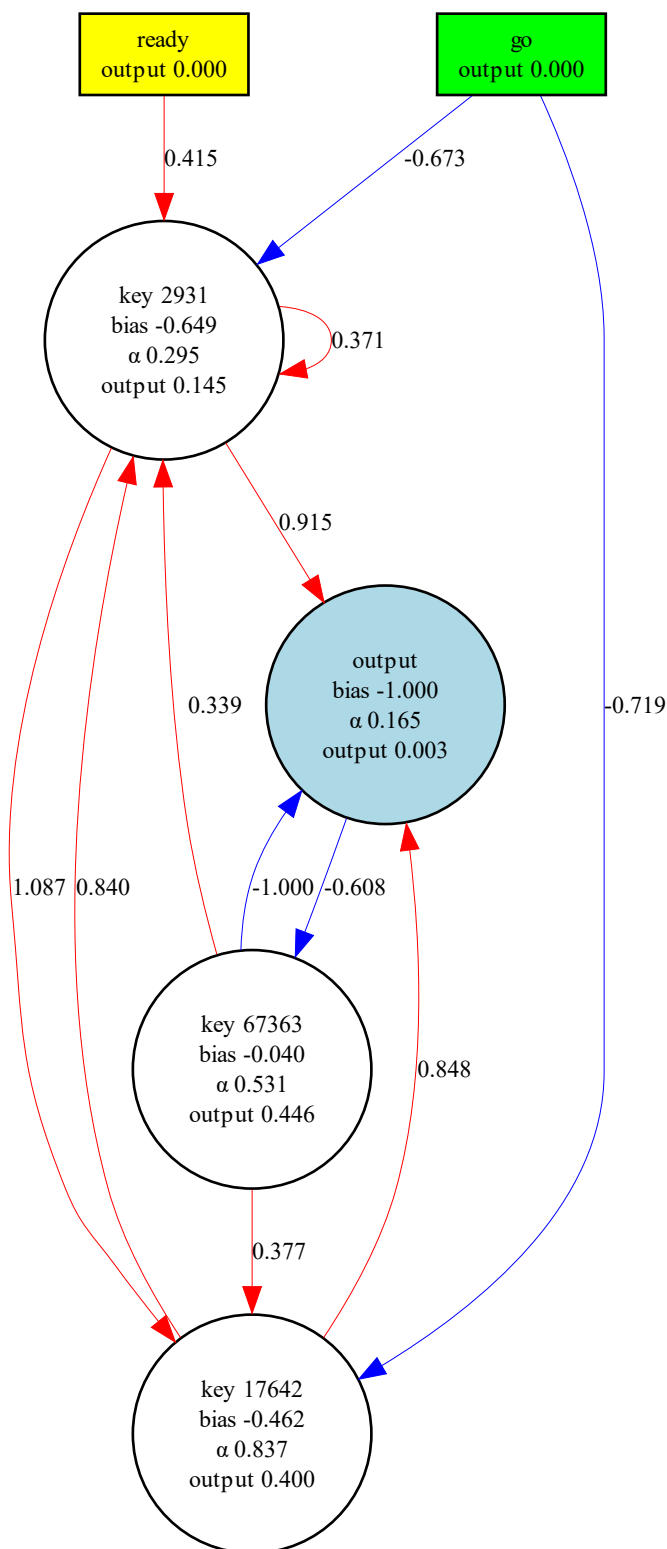 ready
output 0.000
go
output 0.000
0.415
-0.673
key 2931
bias -0.649
α 0.295
output 0.145
0.371
0.915
output
bias -1.000
α 0.165
output 0.003
0.339
-0.719
1.087
0.840
-1.000
-0.608
key 67363
bias -0.040
α 0.531
output 0.446
0.848
0.377
key 17642
bias -0.462
α 0.837
output 0.400